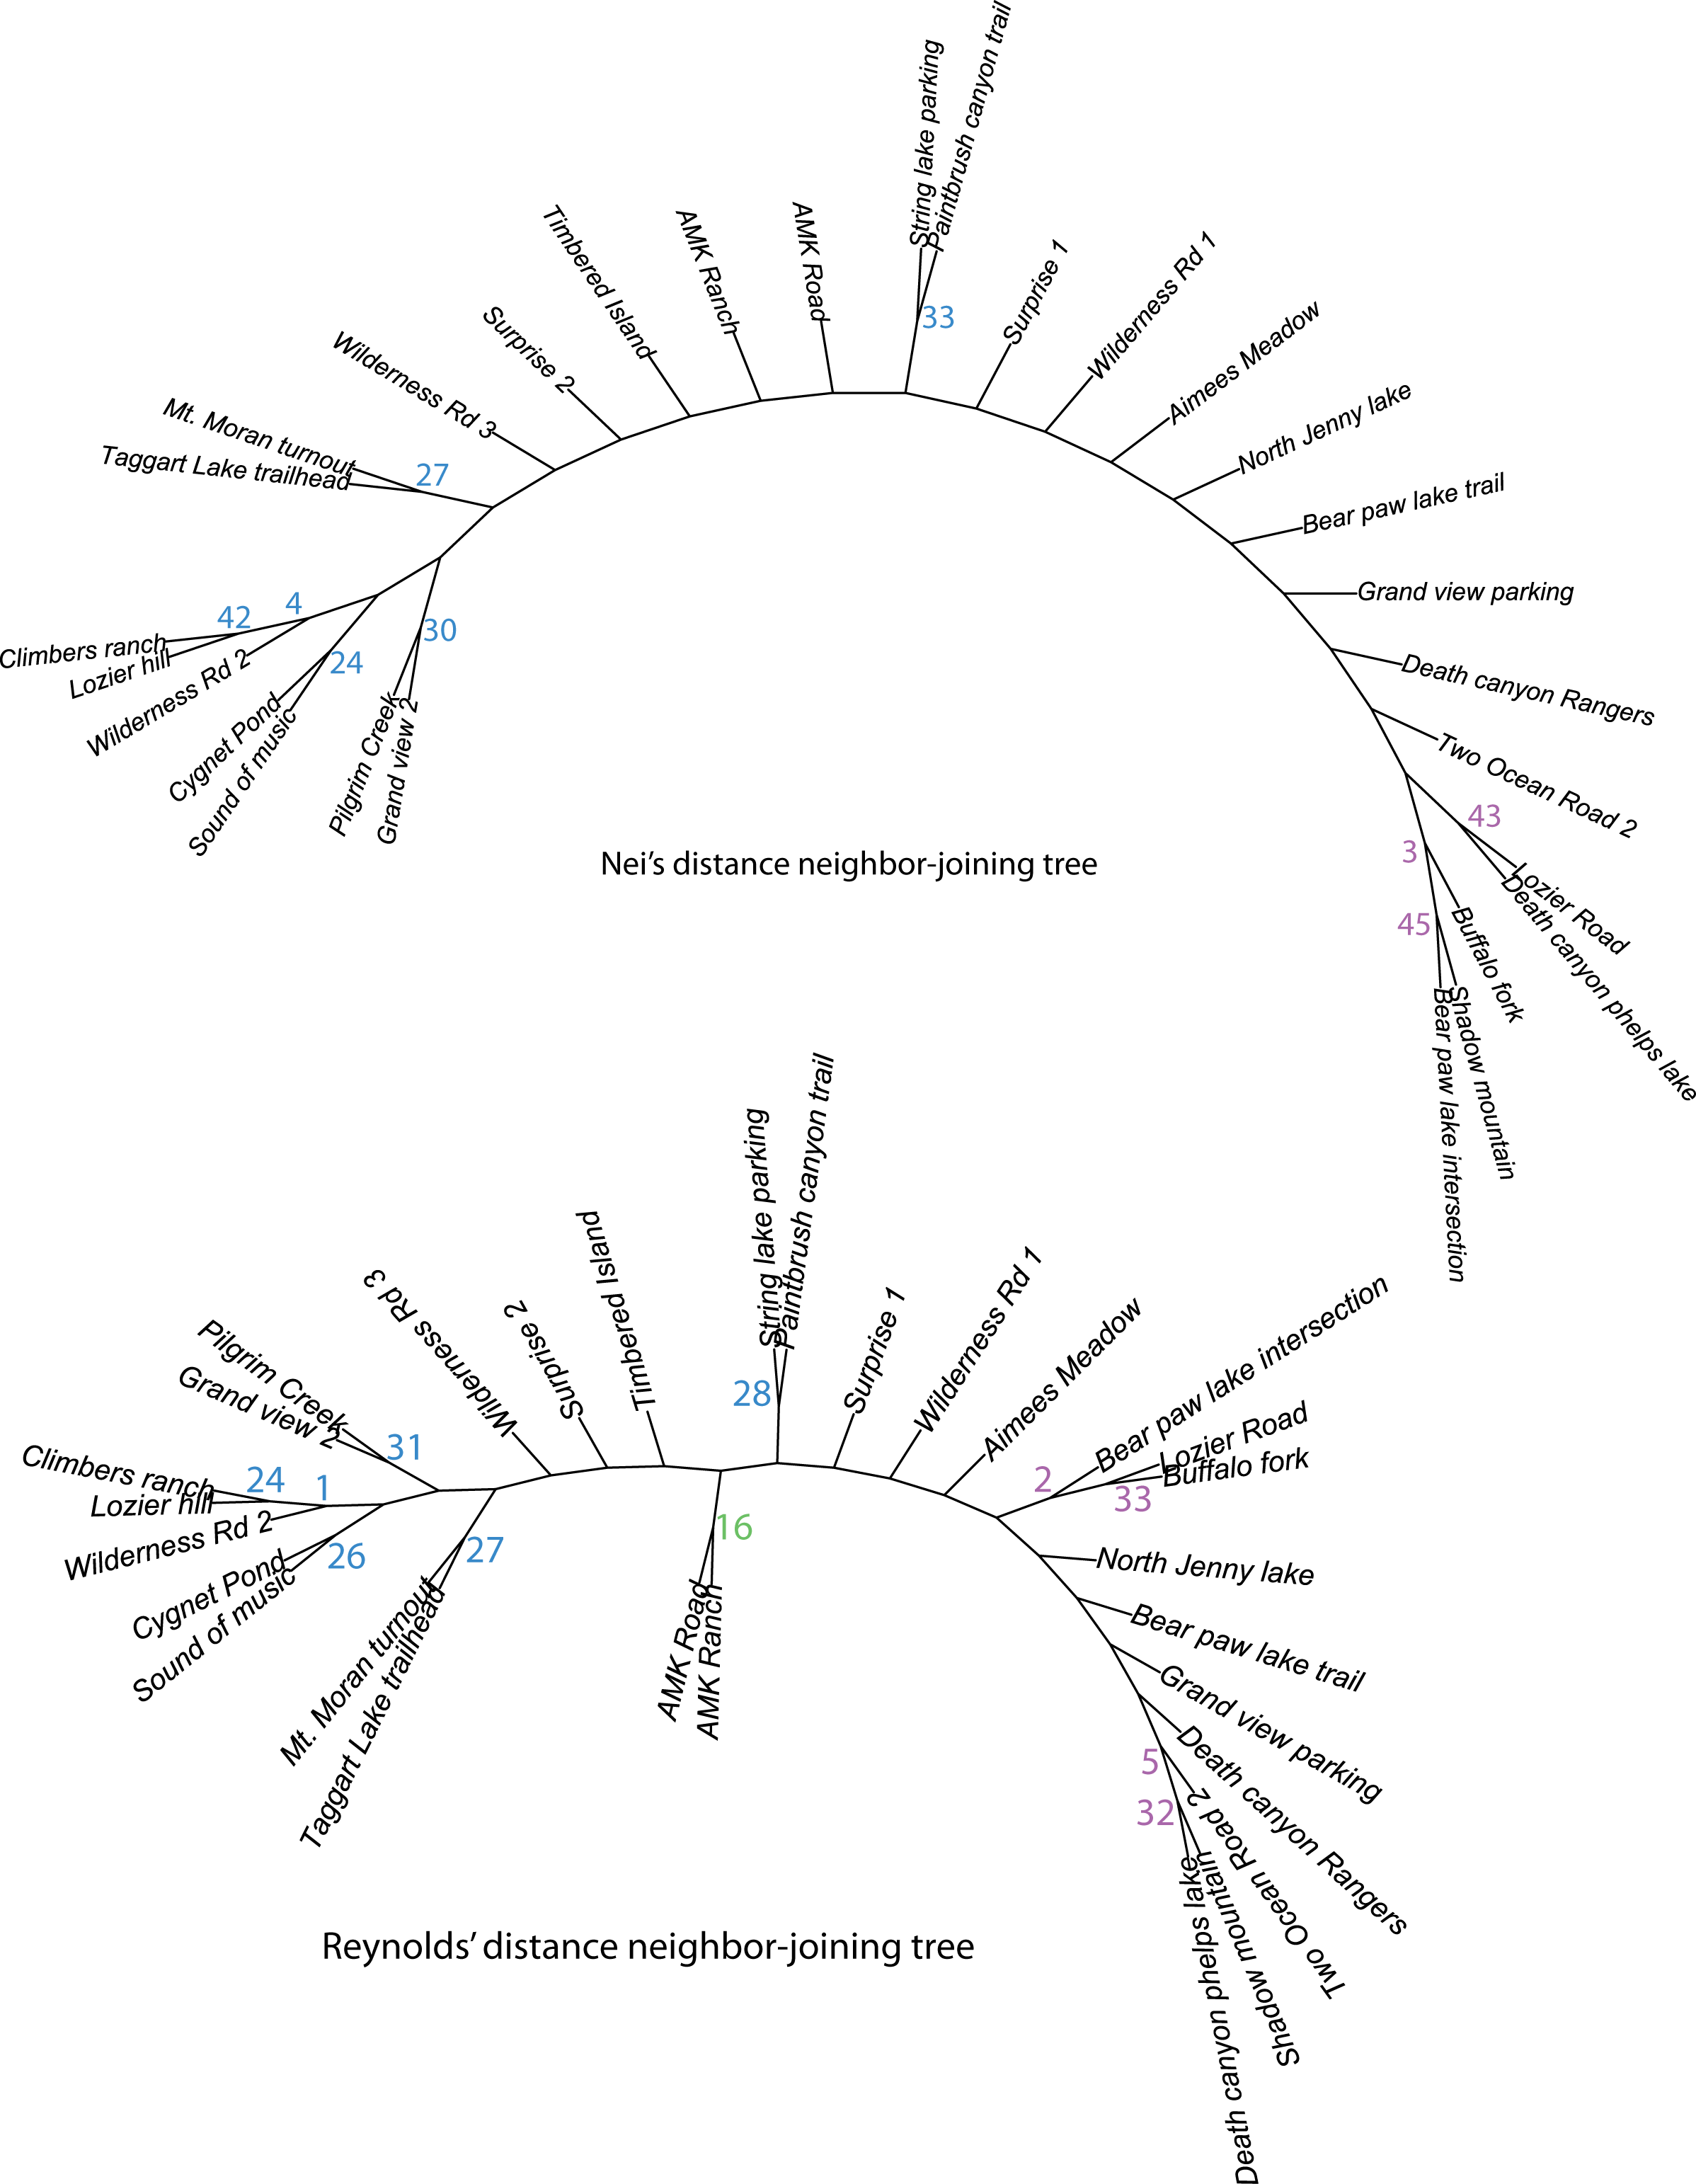 String lake parking
Paintbrush canyon trail
33
AMK Road
AMK Ranch
Timbered Island
Surprise 2
Wilderness Rd 3
Mt. Moran turnout
Taggart Lake trailhead
27
Surprise 1
Wilderness Rd 1
Aimees Meadow
North Jenny lake
Bear paw lake trail
Grand view parking
Death canyon Rangers
Two Ocean Road 2
42
4
Climbers ranch
Lozier hill
Wilderness Rd 2
24
Cygnet Pond
Sound of music
30
Pilgrim Creek
Grand view 2
43
Lozier Road
Death canyon phelps lake
3
Buffalo fork
45
Shadow mountain
Bear paw lake intersection
Nei’s distance neighbor-joining tree
String lake parking
Paintbrush canyon trail
28
Timbered Island
Surprise 2
Wilderness Rd 3
Pilgrim Creek
Grand view 2
31
Climbers ranch
Lozier hill
24
1
Wilderness Rd 2
Cygnet Pond
Sound of music
26
27
Mt. Moran turnout
Taggart Lake trailhead
16
AMK Road
AMK Ranch
Surprise 1
Wilderness Rd 1
Aimees Meadow
Bear paw lake intersection
2
Lozier Road
Buffalo fork
33
North Jenny lake
Bear paw lake trail
Grand view parking
Death canyon Rangers
5
Two Ocean Road 2
32
Shadow mountain
Death canyon phelps lake
Reynolds’ distance neighbor-joining tree